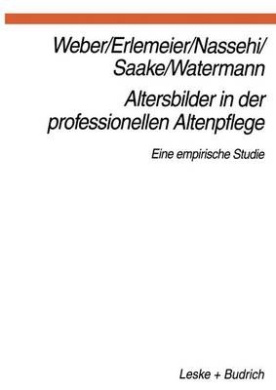 Weber/Erlemeier/Nassehi/
Saake/Watermann
Altersbilder in der
professionellen Altenpflege
Eine empirische Studie
Leske + Budrich